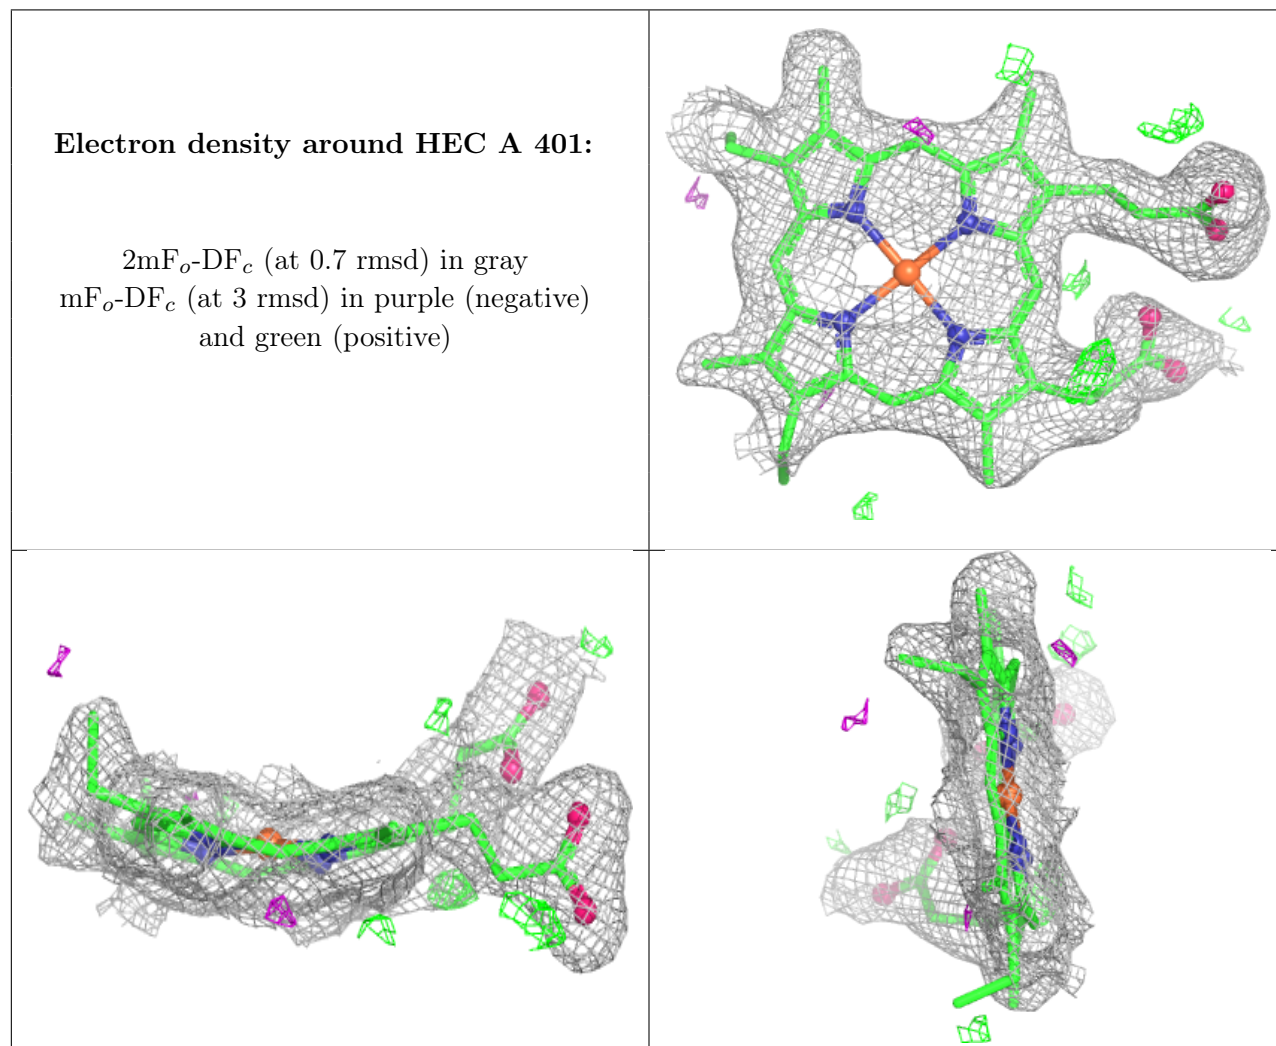 Electron density around HEC A 401:
2mFo-DFc (at 0.7 rmsd) in gray
mFo-DFc (at 3 rmsd) in purple (negative)
and green (positive)